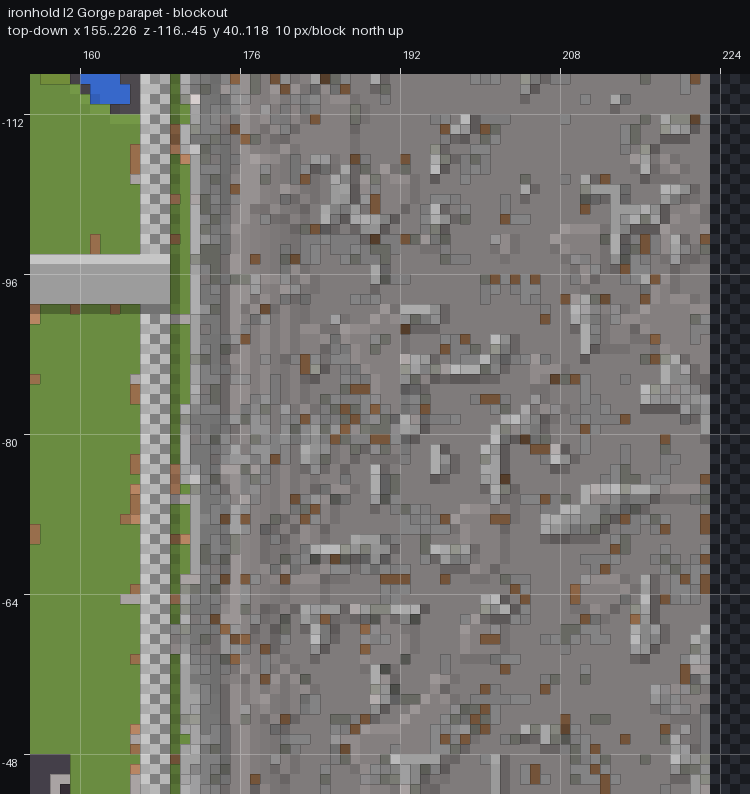 ironhold I2 Gorge parapet - blockout
top-down  x 155..226  z -116..-45  y 40..118  10 px/block  north up
160 176 192 208 224
-112
-96
-80
-64
-48